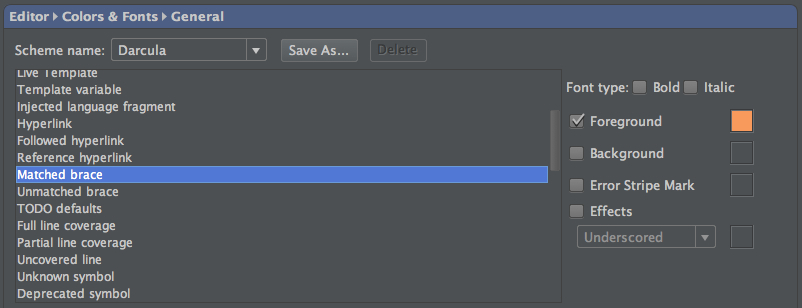 Editor ▸ Colors & Fonts ▸ General
Scheme name: Darcula Save As... Delete
Live Template
Template variable
Injected language fragment
Hyperlink
Followed hyperlink
Reference hyperlink
Matched brace
Unmatched brace
TODO defaults
Full line coverage
Partial line coverage
Uncovered line
Unknown symbol
Deprecated symbol
Font type: Bold Italic
Foreground
Background
Error Stripe Mark
Effects
Underscored